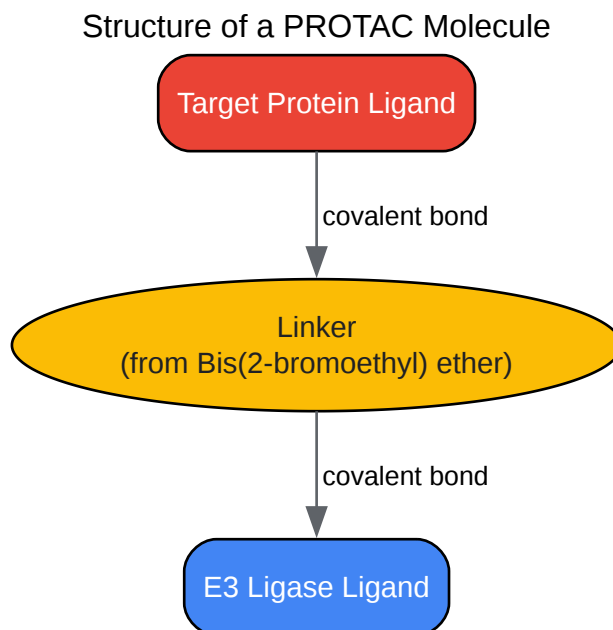 Structure of a PROTAC Molecule
Target Protein Ligand
covalent bond
Linker
(from Bis(2-bromoethyl) ether)
covalent bond
E3 Ligase Ligand